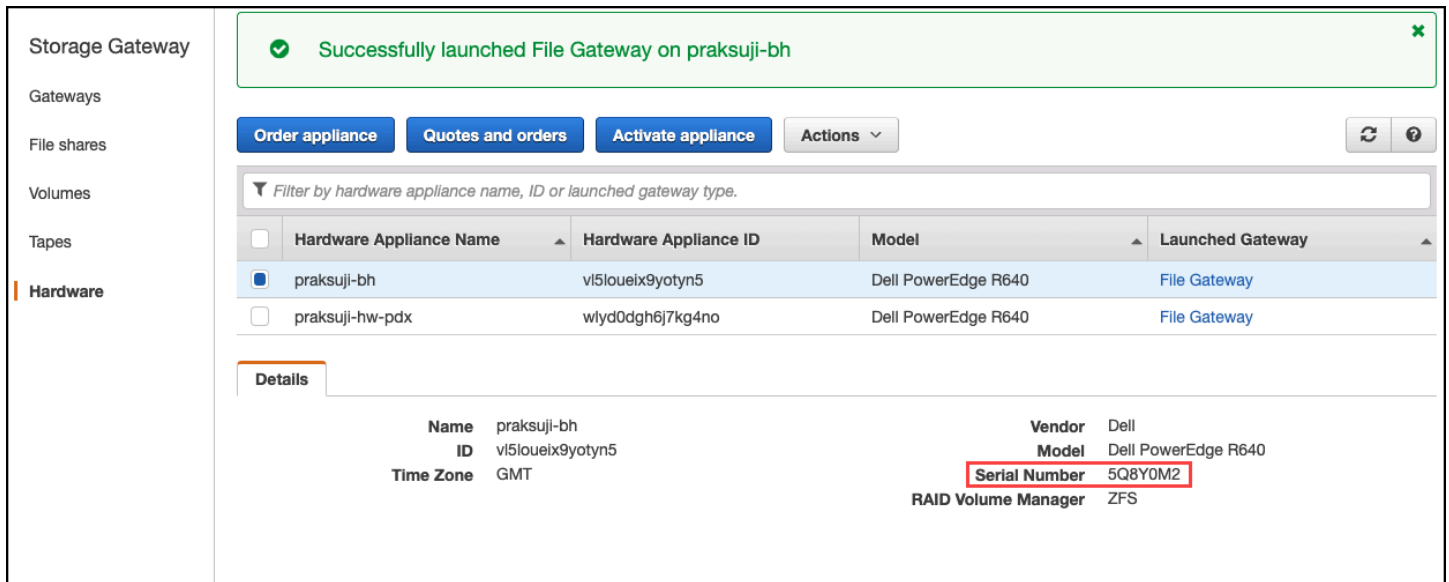 Storage Gateway
Gateways
File shares
Volumes
Tapes
Hardware
Successfully launched File Gateway on praksuji-bh
Order appliance
Quotes and orders
Activate appliance
Actions
Filter by hardware appliance name, ID or launched gateway type.
Hardware Appliance Name Hardware Appliance ID Model Launched Gateway
praksuji-bh vl5loueix9yotyn5 Dell PowerEdge R640 File Gateway
praksuji-hw-pdx wlyd0dgh6j7kg4no Dell PowerEdge R640 File Gateway
Details
Name praksuji-bh
ID vl5loueix9yotyn5
Time Zone GMT
Vendor Dell
Model Dell PowerEdge R640
Serial Number 5Q8Y0M2
RAID Volume Manager ZFS